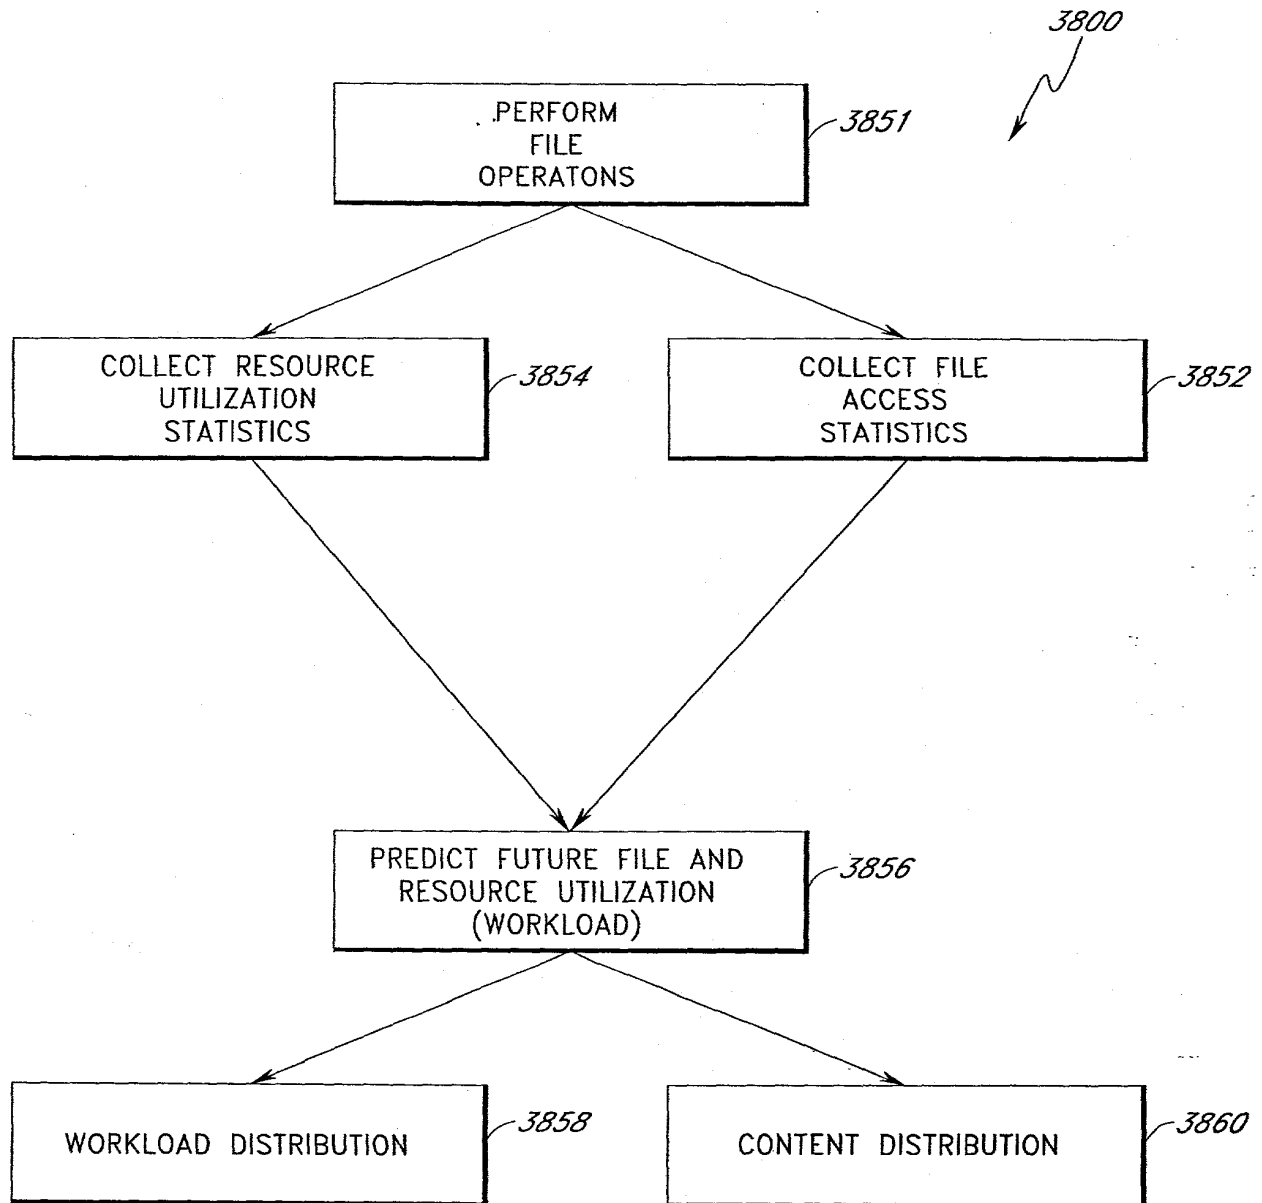 3800
PERFORM
FILE
OPERATONS
3851
COLLECT RESOURCE
UTILIZATION
STATISTICS
3854
COLLECT FILE
ACCESS
STATISTICS
3852
PREDICT FUTURE FILE AND
RESOURCE UTILIZATION
(WORKLOAD)
3856
WORKLOAD DISTRIBUTION
3858
CONTENT DISTRIBUTION
3860